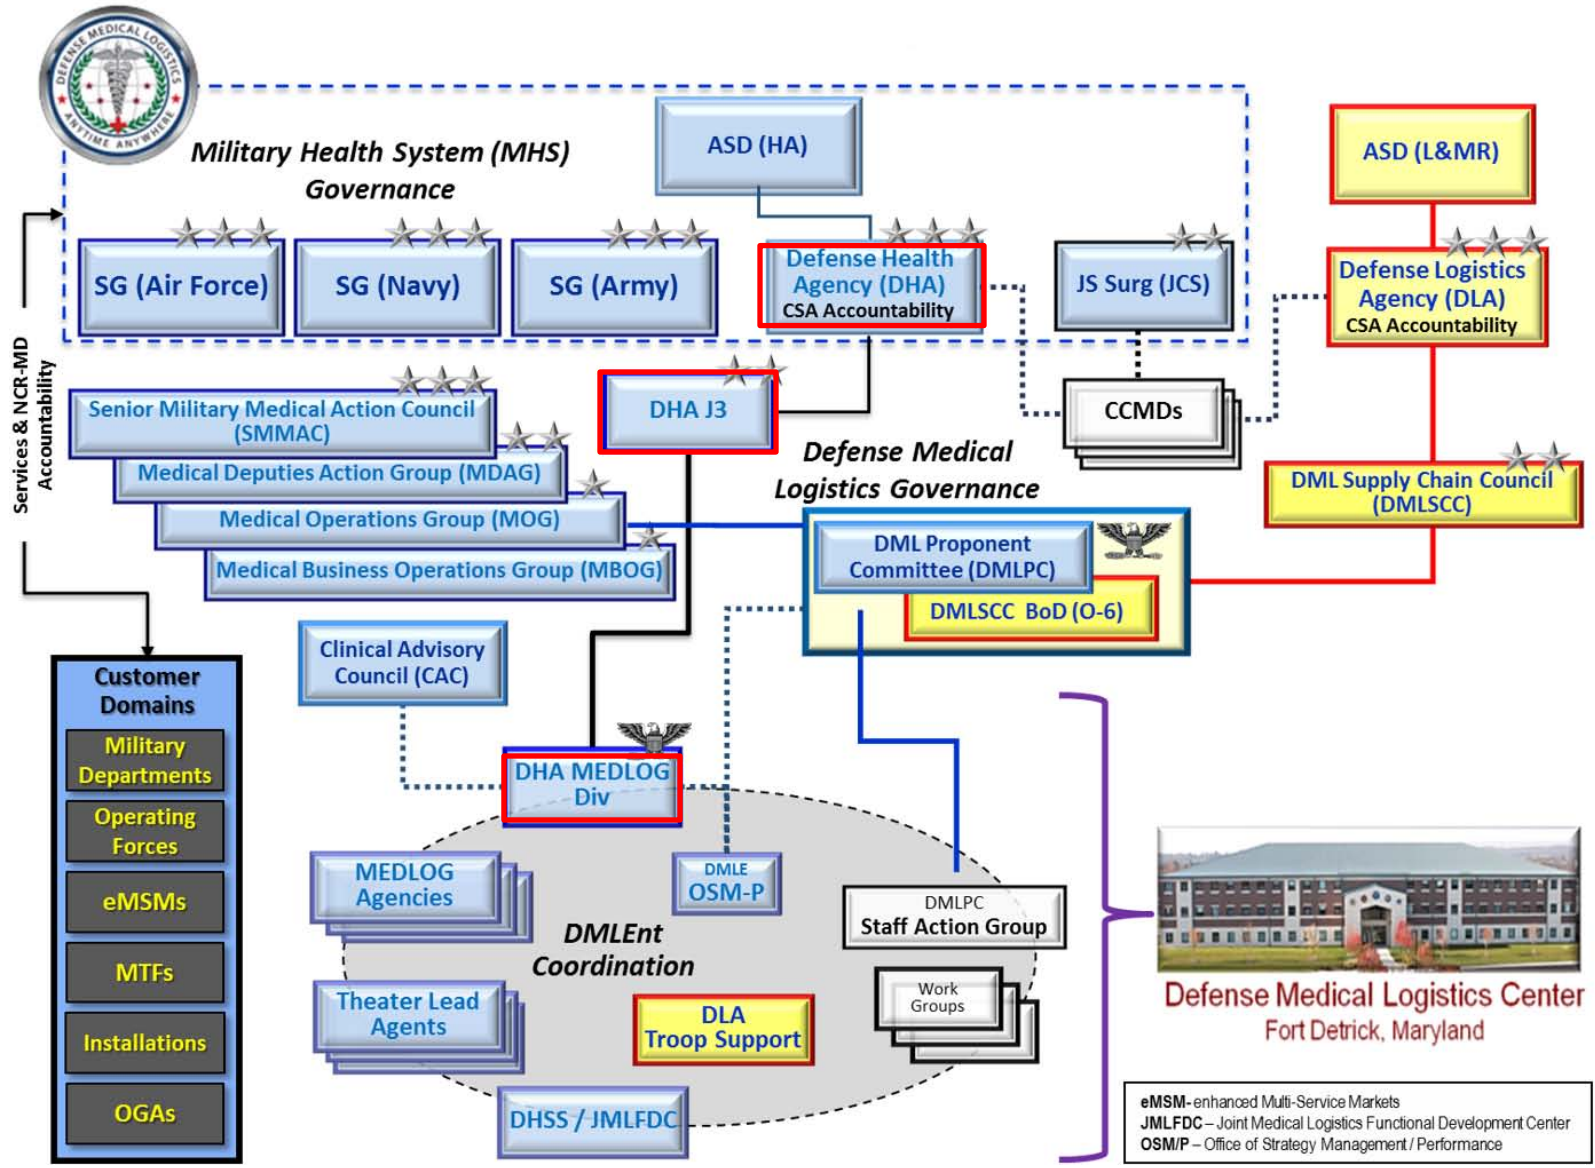 DEFENSE MEDICAL LOGISTICS
ANYTIME ANYWHERE
Military Health System (MHS)
Governance
ASD (HA)
ASD (L&MR)
SG (Air Force)
SG (Navy)
SG (Army)
Defense Health
Agency (DHA)
CSA Accountability
JS Surg (JCS)
Defense Logistics
Agency (DLA)
CSA Accountability
Services & NCR-MD
Accountability
Senior Military Medical Action Council
(SMMAC)
Medical Deputies Action Group (MDAG)
Medical Operations Group (MOG)
Medical Business Operations Group (MBOG)
DHA J3
CCMDs
Defense Medical
Logistics Governance
DML Supply Chain Council
(DMLSCC)
DML Proponent
Committee (DMLPC)
DMLSCC BoD (O-6)
Clinical Advisory
Council (CAC)
Customer
Domains
Military
Departments
Operating
Forces
eMSMs
MTFs
Installations
OGAs
DHA MEDLOG
Div
MEDLOG
Agencies
DMLE
OSM-P
DMLPC
Staff Action Group
DMLEnt
Coordination
Theater Lead
Agents
DLA
Troop Support
Work
Groups
DHSS / JMLFDC
Defense Medical Logistics Center
Fort Detrick, Maryland
eMSM- enhanced Multi-Service Markets
JMLFDC – Joint Medical Logistics Functional Development Center
OSM/P – Office of Strategy Management / Performance